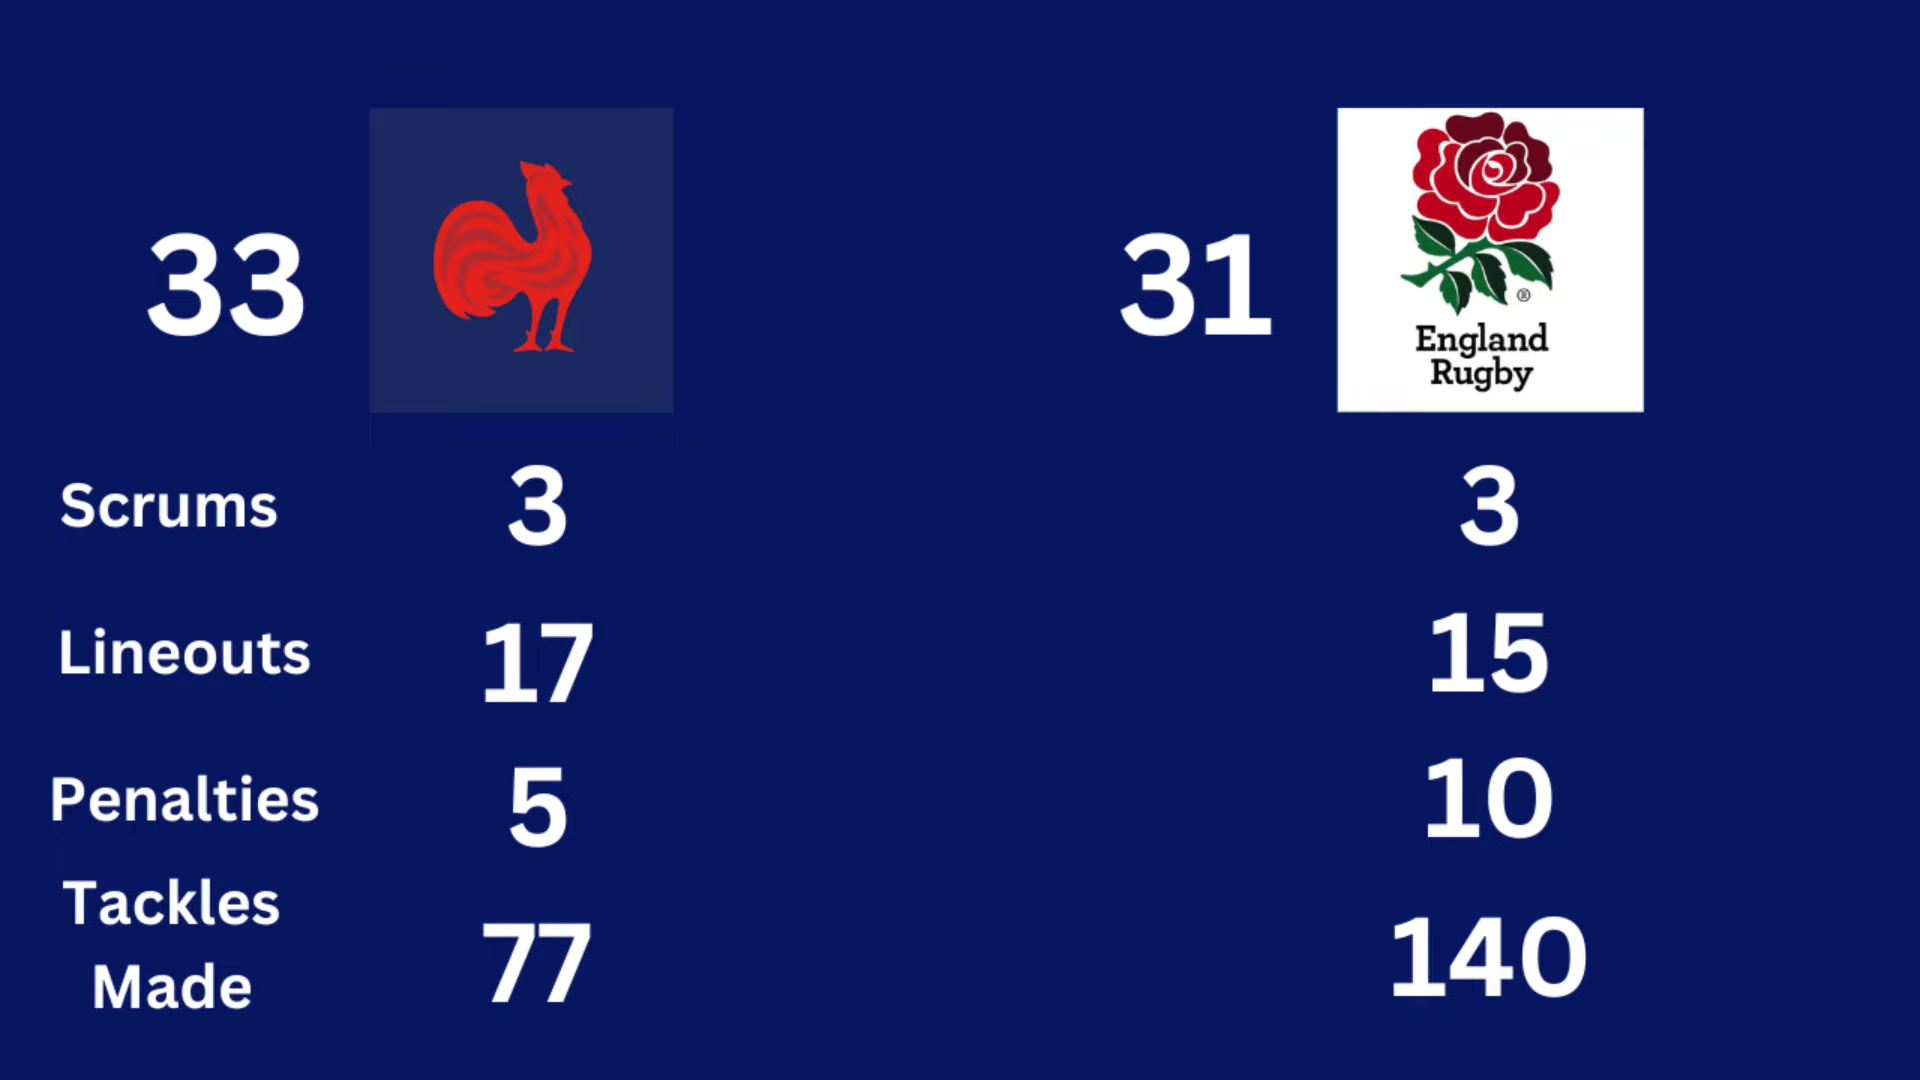 33
31
®
England
Rugby
Scrums 3 3
Lineouts 17 15
Penalties 5 10
Tackles
Made
77 140